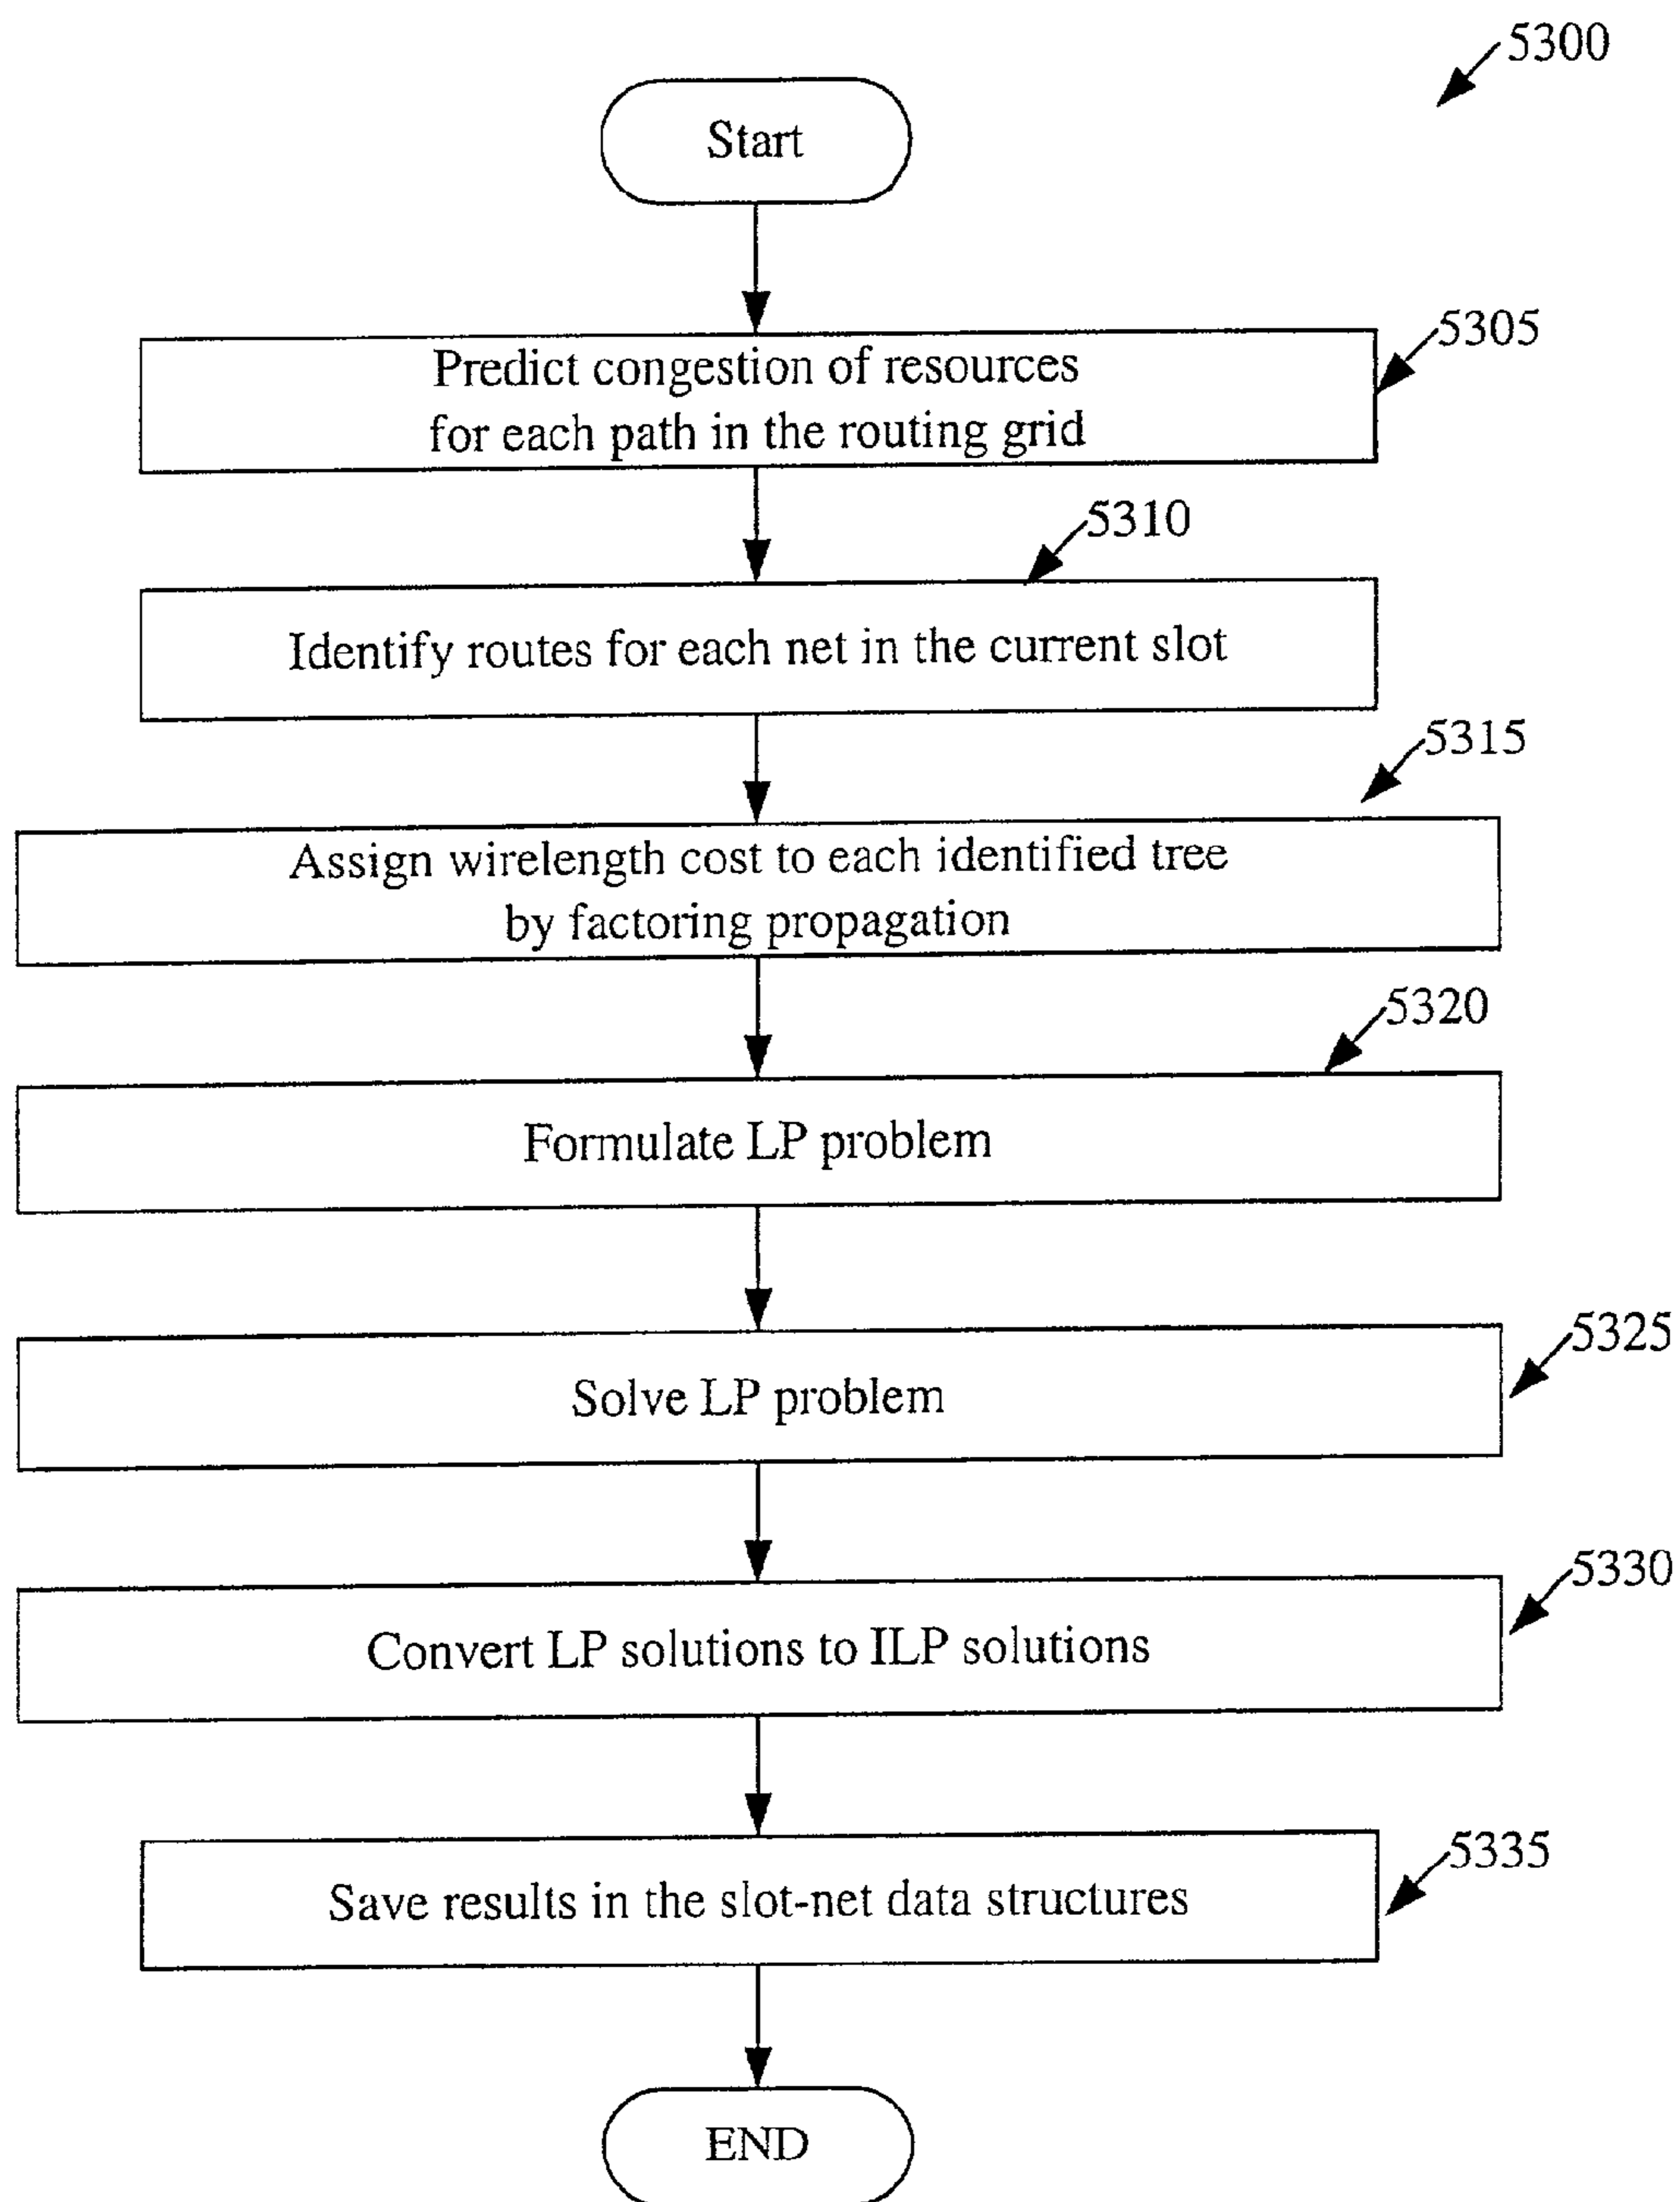 5300
Start
5305
Predict congestion of resources
for each path in the routing grid
5310
Identify routes for each net in the current slot
5315
Assign wirelength cost to each identified tree
by factoring propagation
5320
Formulate LP problem
5325
Solve LP problem
5330
Convert LP solutions to ILP solutions
5335
Save results in the slot-net data structures
END